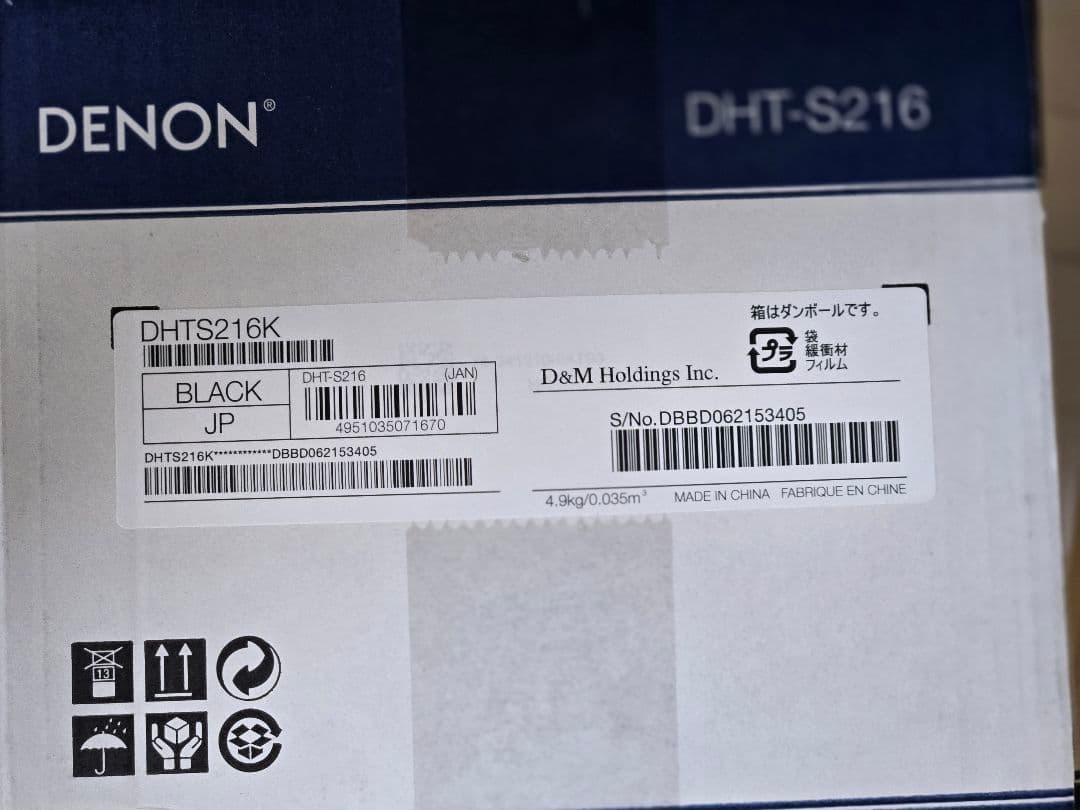 DENON®
DHT-S216
DHTS216K
BLACK
JP
DHT-S216 (JAN)
4951035071670
DHTS216K************DBBD062153405
箱はダンボールです。
プラ
袋
緩衝材
フィルム
D&M Holdings Inc.
S/No.DBBD062153405
4.9kg/0.035m³ MADE IN CHINA FABRIQUE EN CHINE
13